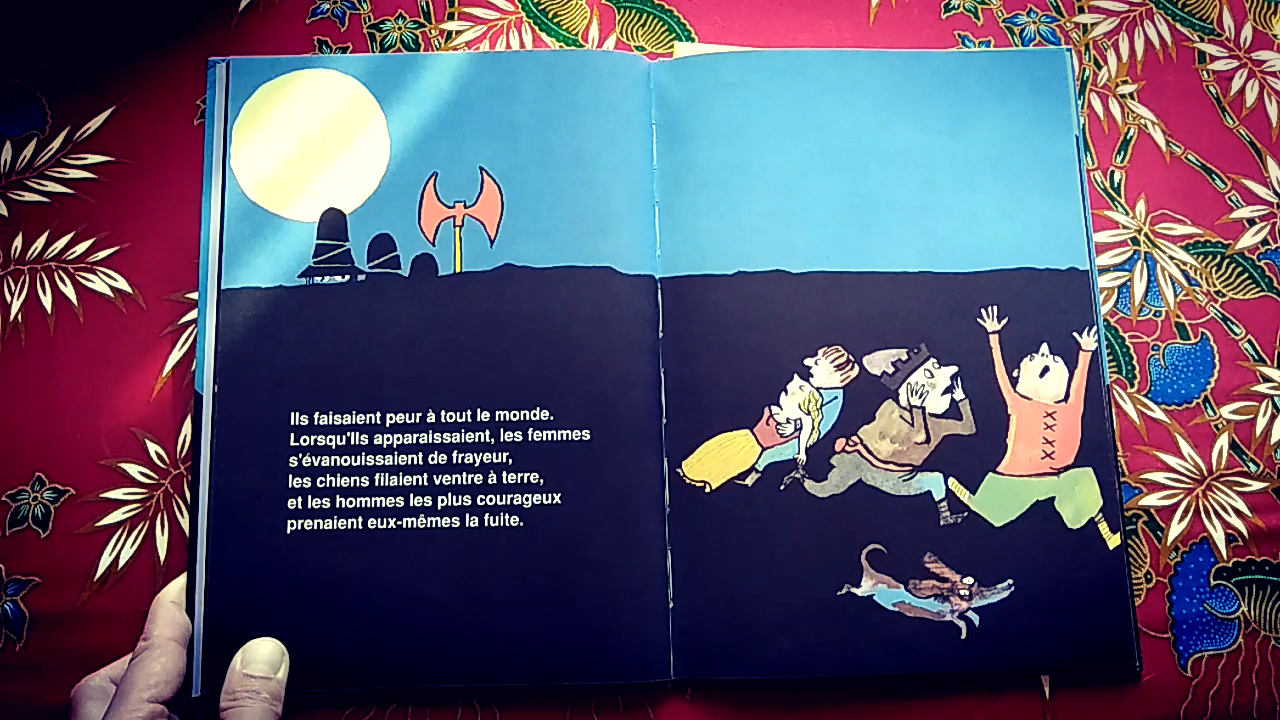 Ils faisaient peur à tout le monde.
Lorsqu'ils apparaissaient, les femmes
s'évanouissaient de frayeur,
les chiens filaient ventre à terre,
et les hommes les plus courageux
prenaient eux-mêmes la fuite.